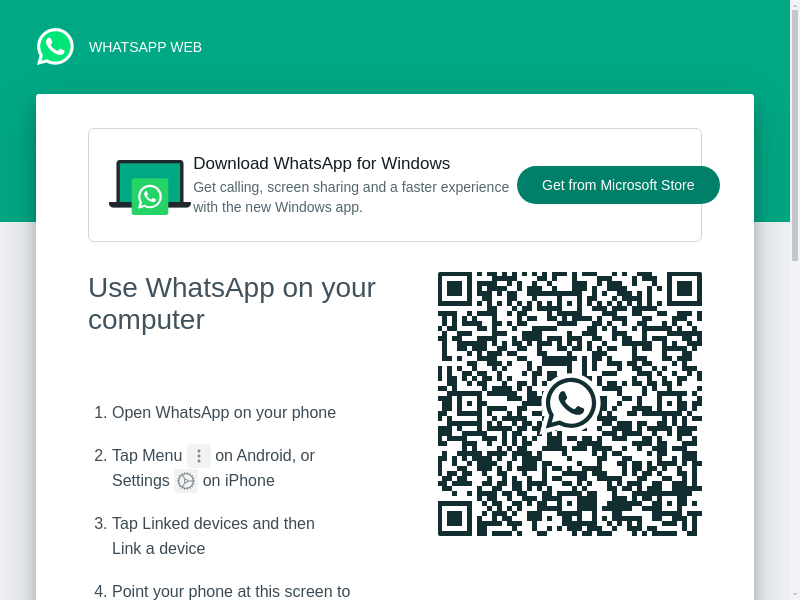 WHATSAPP WEB
Download WhatsApp for Windows
Get calling, screen sharing and a faster experience
with the new Windows app.
Get from Microsoft Store
Use WhatsApp on your
computer
1. Open WhatsApp on your phone
2. Tap Menu on Android, or
Settings on iPhone
3. Tap Linked devices and then
Link a device
4. Point your phone at this screen to